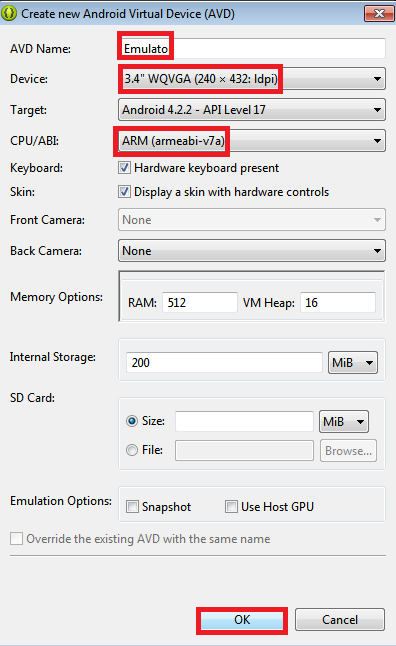 Create new Android Virtual Device (AVD)
AVD Name: Emulato
Device: 3.4" WQVGA (240 × 432: ldpi)
Target: Android 4.2.2 - API Level 17
CPU/ABI: ARM (armeabi-v7a)
Keyboard: Hardware keyboard present
Skin: Display a skin with hardware controls
Front Camera: None
Back Camera: None
Memory Options: RAM: 512 VM Heap: 16
Internal Storage: 200 MiB
SD Card:
Size: MiB
File: Browse...
Emulation Options: Snapshot Use Host GPU
Override the existing AVD with the same name
OK Cancel